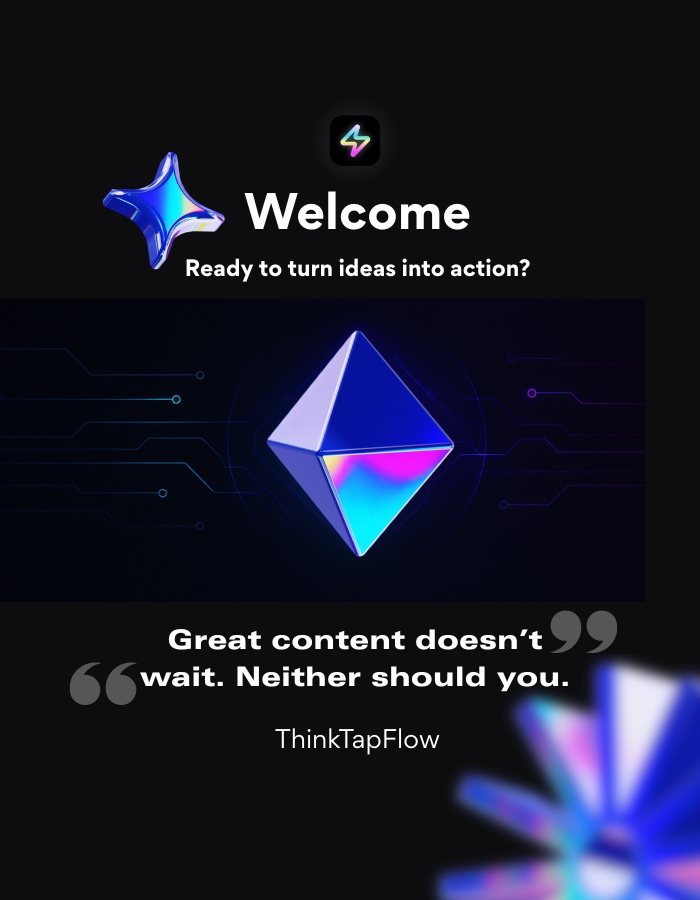 Welcome
Ready to turn ideas into action?
Great content doesn’t
wait. Neither should you.
ThinkTapFlow